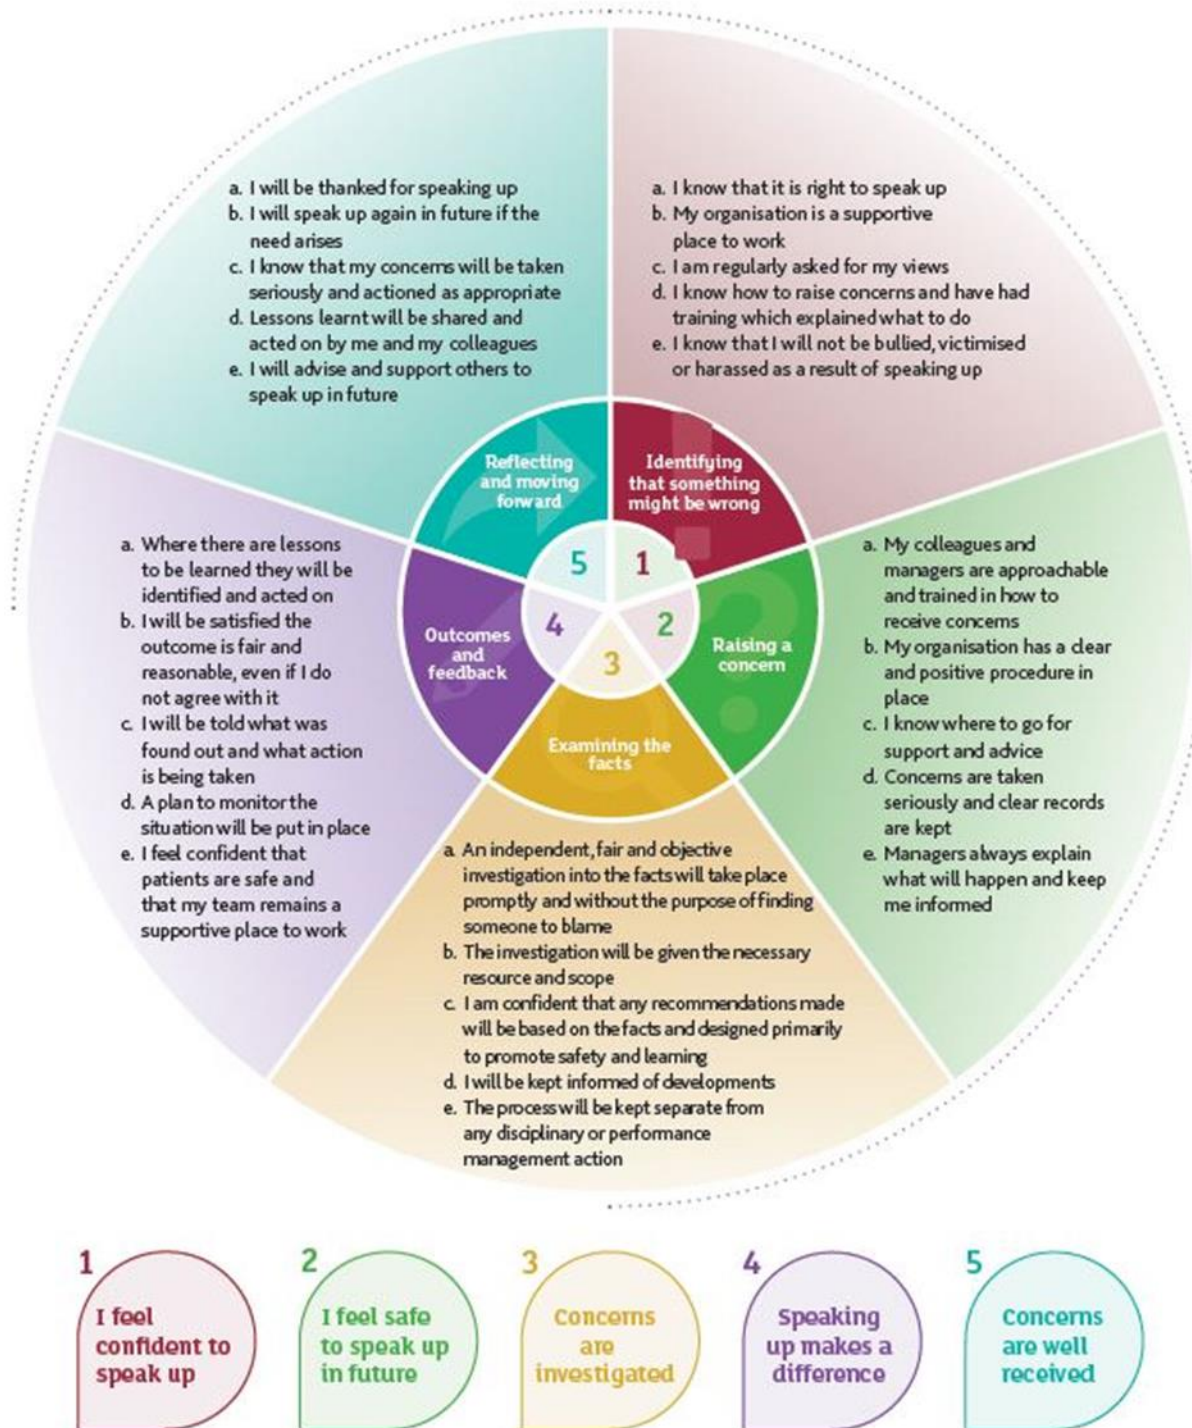 a. I will be thanked for speaking up
b. I will speak up again in future if the
need arises
c. I know that my concerns will be taken
seriously and actioned as appropriate
d. Lessons learnt will be shared and
acted on by me and my colleagues
e. I will advise and support others to
speak up in future
a. I know that it is right to speak up
b. My organisation is a supportive
place to work
c. I am regularly asked for my views
d. I know how to raise concerns and have had
training which explained what to do
e. I know that I will not be bullied, victimised
or harassed as a result of speaking up
Reflecting
and moving
forward
Identifying
that something
might be wrong
5
1
4
2
3
Outcomes
and
feedback
Raising a
concern
Examining the
facts
a. Where there are lessons
to be learned they will be
identified and acted on
b. I will be satisfied the
outcome is fair and
reasonable, even if I do
not agree with it
c. I will be told what was
found out and what action
is being taken
d. A plan to monitor the
situation will be put in place
e. I feel confident that
patients are safe and
that my team remains a
supportive place to work
a. My colleagues and
managers are approachable
and trained in how to
receive concerns
b. My organisation has a clear
and positive procedure in
place
c. I know where to go for
support and advice
d. Concerns are taken
seriously and clear records
are kept
e. Managers always explain
what will happen and keep
me informed
a. An independent, fair and objective
investigation into the facts will take place
promptly and without the purpose of finding
someone to blame
b. The investigation will be given the necessary
resource and scope
c. I am confident that any recommendations made
will be based on the facts and designed primarily
to promote safety and learning
d. I will be kept informed of developments
e. The process will be kept separate from
any disciplinary or performance
management action
1
I feel
confident to
speak up
2
I feel safe
to speak up
in future
3
Concerns
are
investigated
4
Speaking
up makes a
difference
5
Concerns
are well
received